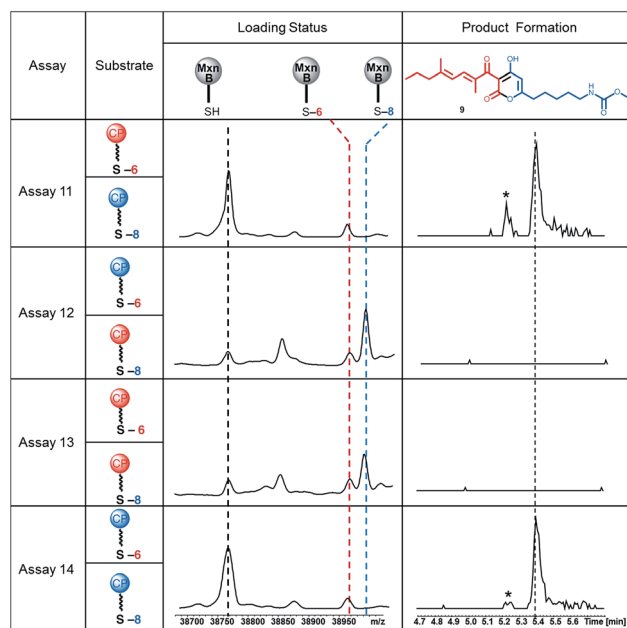 Assay
Substrate
Loading Status
Product Formation
Mxn
B
SH
Mxn
B
S–6
Mxn
B
S–8
O
O
OH
O
O
H
N
O
O
9
Assay 11
CP
S –6
CP
S –8
*
Assay 12
CP
S –6
CP
S –8
Assay 13
CP
S – 6
CP
S –8
Assay 14
CP
S –6
CP
S –8
*
38700 38750 38800 38850 38900 38950 m/z
4.7 4.8 4.9 5.0 5.1 5.2 5.3 5.4 5.5 5.6 Time [min]